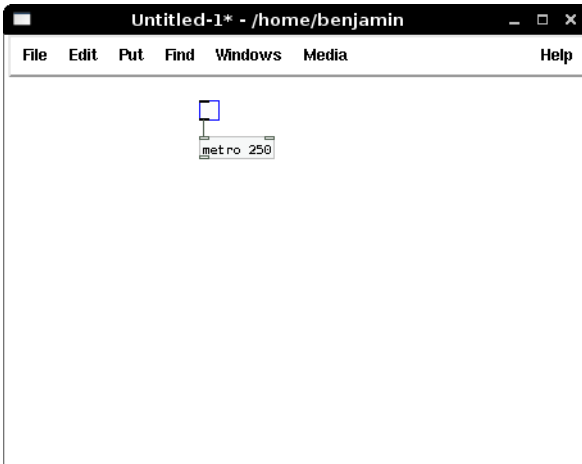 Untitled-1* - /home/benjamin
File Edit Put Find Windows Media Help
metro 250